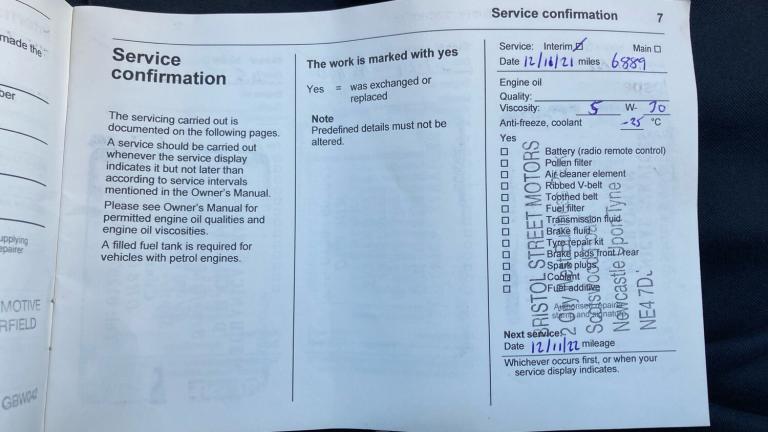 made the
ber
upplying
epairer
MOTIVE
RFIELD
GBW040
Service confirmation 7
Service
confirmation
The servicing carried out is
documented on the following pages.
A service should be carried out
whenever the service display
indicates it but not later than
according to service intervals
mentioned in the Owner's Manual.
Please see Owner's Manual for
permitted engine oil qualities and
engine oil viscosities.
A filled fuel tank is required for
vehicles with petrol engines.
The work is marked with yes
Yes = was exchanged or
replaced
Note
Predefined details must not be
altered.
Service: Interim Main
Date 12/11/21 miles 6889
Engine oil
Quality:
Viscosity: 5 W- 30
Anti-freeze, coolant -25 °C
Yes
Battery (radio remote control)
Pollen filter
Air cleaner element
Ribbed V-belt
Toothed belt
Fuel filter
Transmission fluid
Brake fluid
Tyre repair kit
Brake pads front / rear
Spark plugs
Coolant
Fuel additive
Authorised repairer
stamp and signature
BRISTOL STREET MOTORS
Newcastle Upon Tyne
NE4 7DL
Next service:
Date 12/11/22 mileage
Whichever occurs first, or when your
service display indicates.